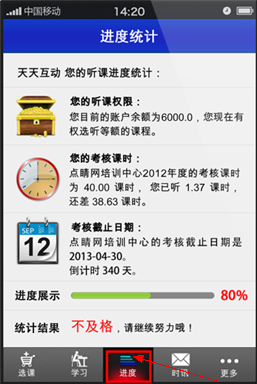 中国移动 14:20
进度统计
天天互动 您的听课进度统计：
您的听课权限：
您目前的账户余额为6000.0，您现在有
权选听等额的课程。
您的考核课时：
点睛网培训中心2012年度的考核课时
为 40.00 课时， 您已听 1.37 课时，
还差 38.63 课时。
SEP
12
考核截止日期：
点睛网培训中心的考核截止日期是
2013-04-30。
倒计时 340 天。
进度展示 80%
统计结果 不及格，请继续努力哦！
选课 学习 进度 时讯 更多